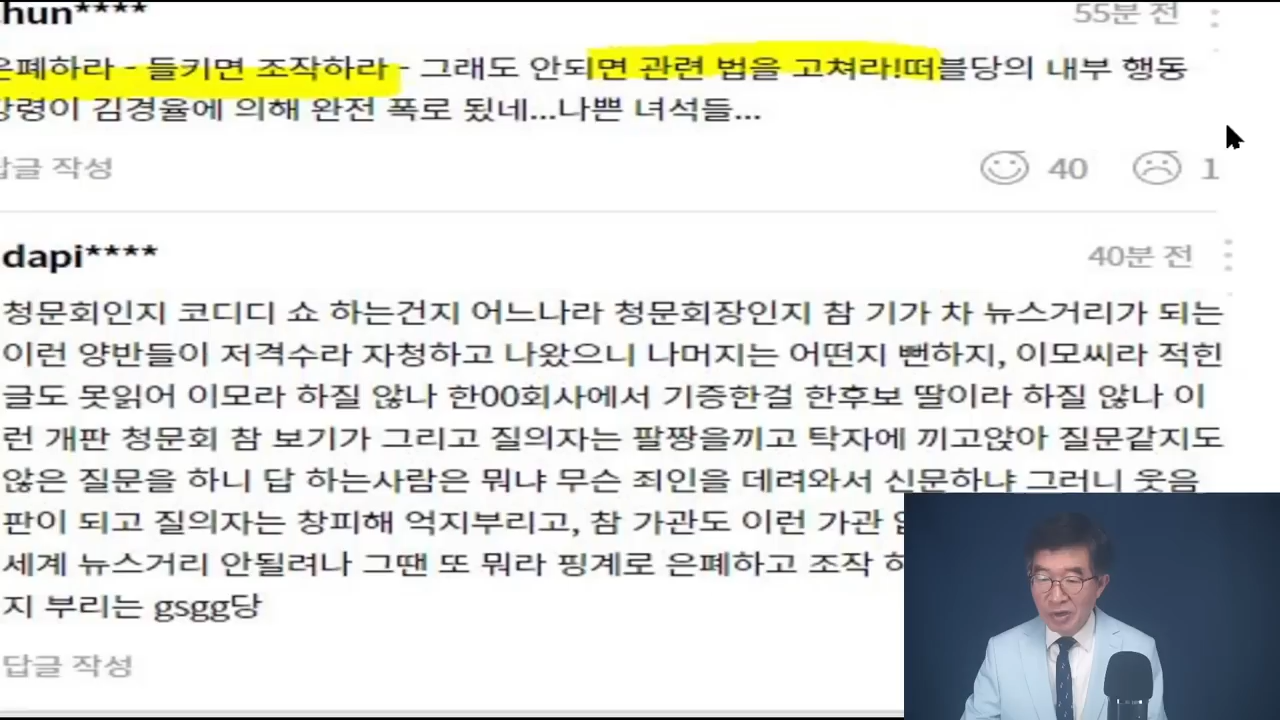 hun****
55분 전
은폐하라 - 들키면 조작하라 - 그래도 안되면 관련 법을 고쳐라!떠블당의 내부 행동
강령이 김경율에 의해 완전 폭로 됬네...나쁜 녀석들...
답글 작성
40 1
dapi****
40분 전
청문회인지 코디디 쇼 하는건지 어느나라 청문회장인지 참 기가 차 뉴스거리가 되는
이런 양반들이 저격수라 자청하고 나왔으니 나머지는 어떤지 뻔하지, 이모씨라 적힌
글도 못읽어 이모라 하질 않나 한00회사에서 기증한걸 한후보 딸이라 하질 않나 이
런 개판 청문회 참 보기가 그리고 질의자는 팔짱을끼고 탁자에 끼고앉아 질문같지도
않은 질문을 하니 답 하는사람은 뭐냐 무슨 죄인을 데려와서 신문하냐 그러니 웃음
판이 되고 질의자는 창피해 억지부리고, 참 가관도 이런 가관
세계 뉴스거리 안될려나 그땐 또 뭐라 핑계로 은폐하고 조작
지 부리는 gsgg당
답글 작성